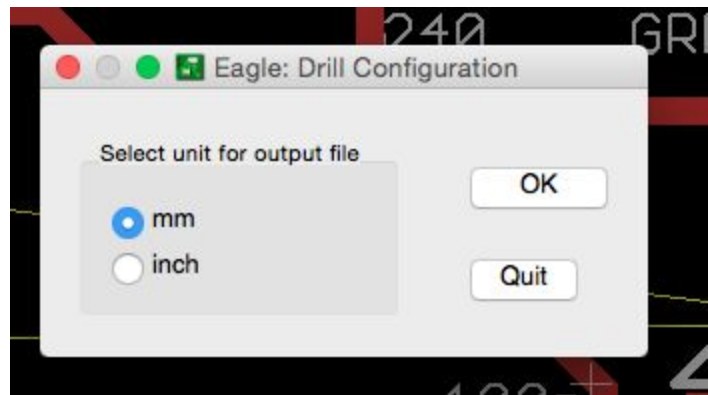 240
Eagle: Drill Configuration
Select unit for output file
mm
inch
OK
Quit